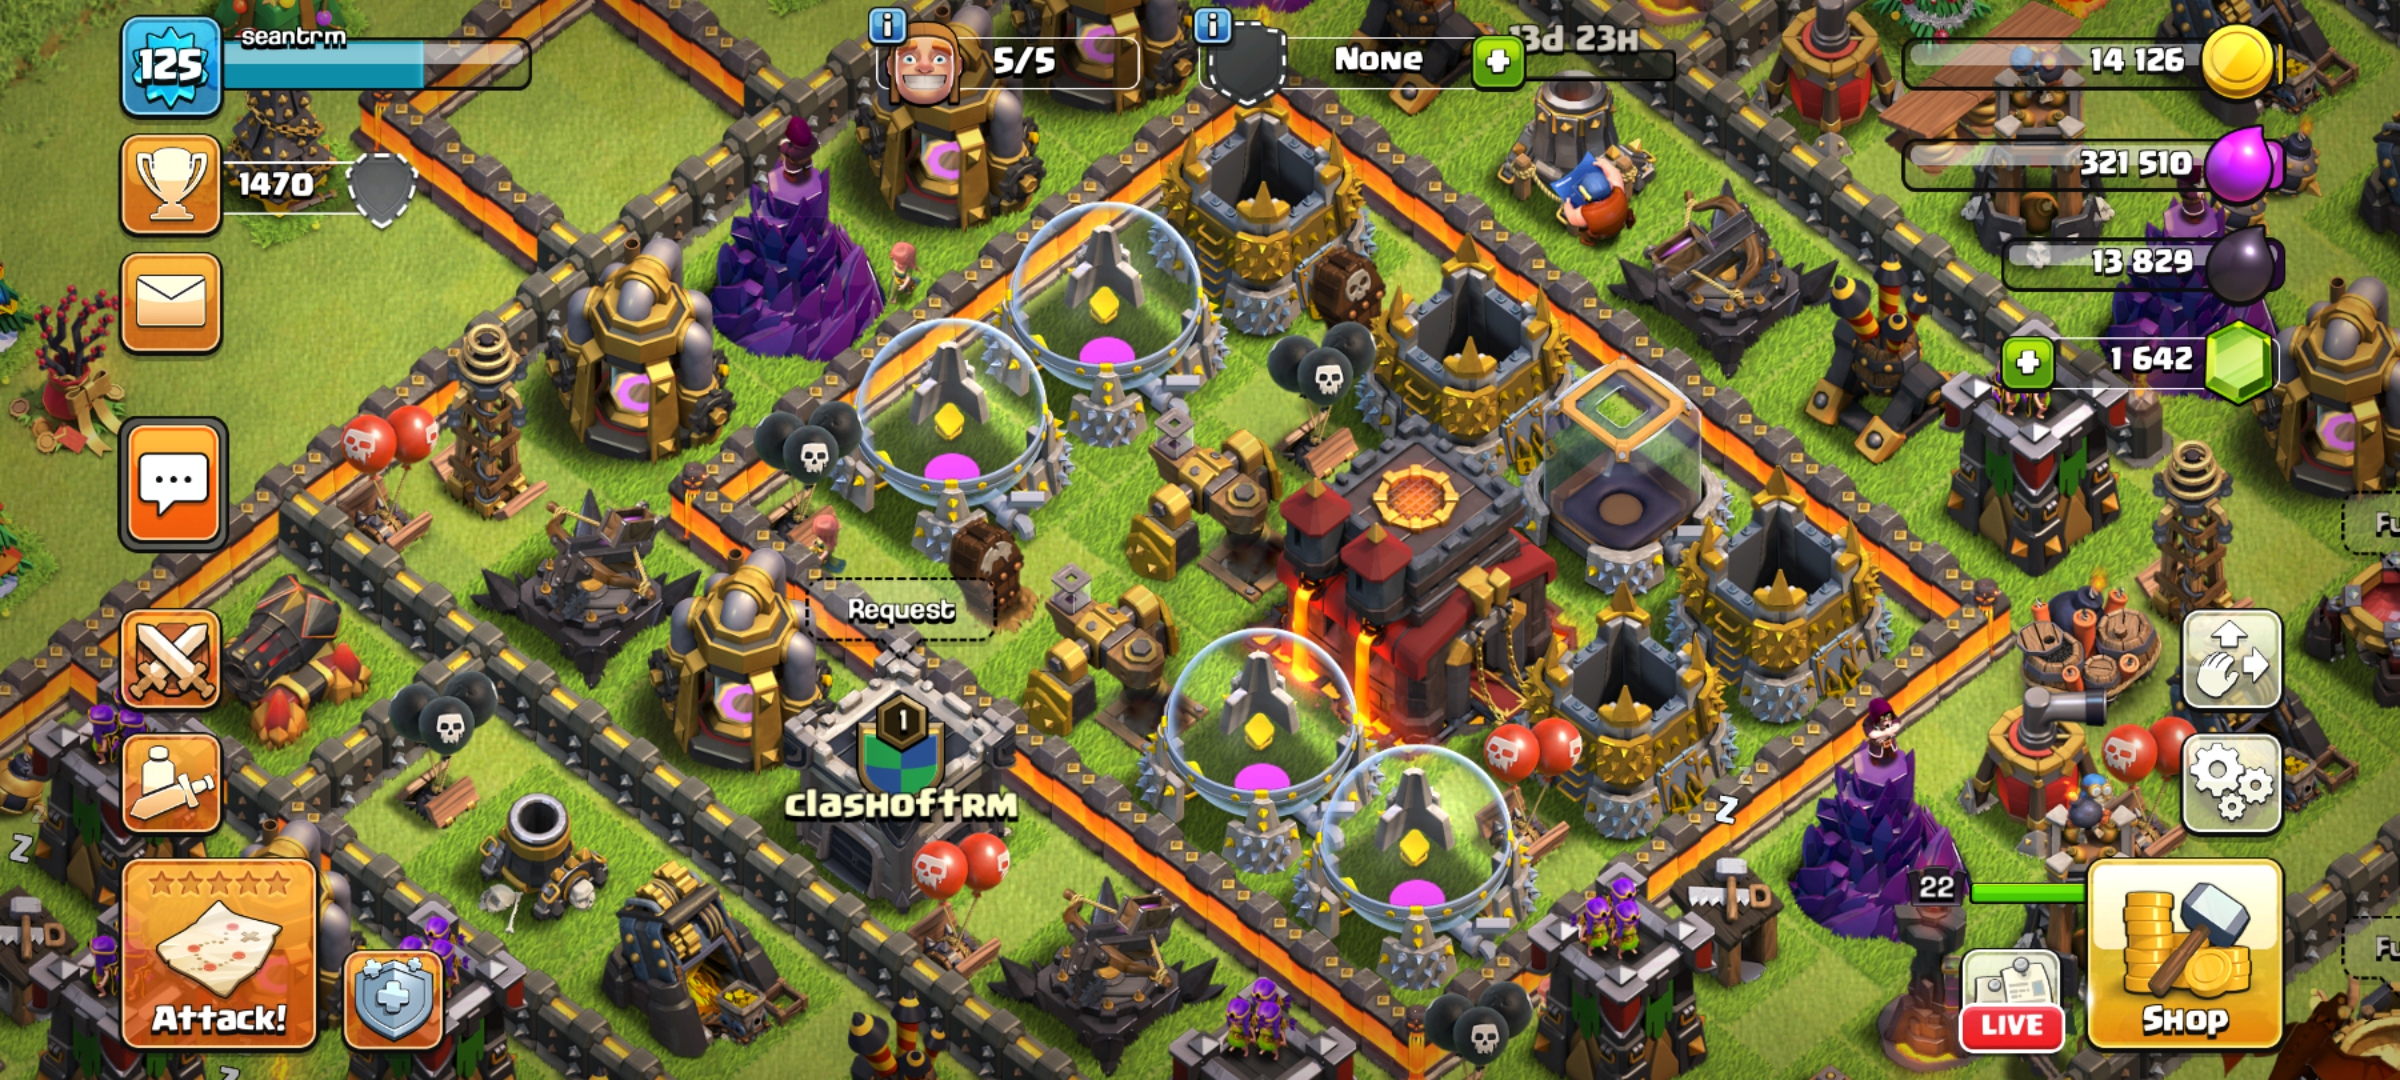 125
seantrm
5/5
None
13d 23H
14 126
1470
321 510
13 829
1 642
Request
1
clashoftrm
Z
Z
22
Attack!
LIVE
Shop
Z